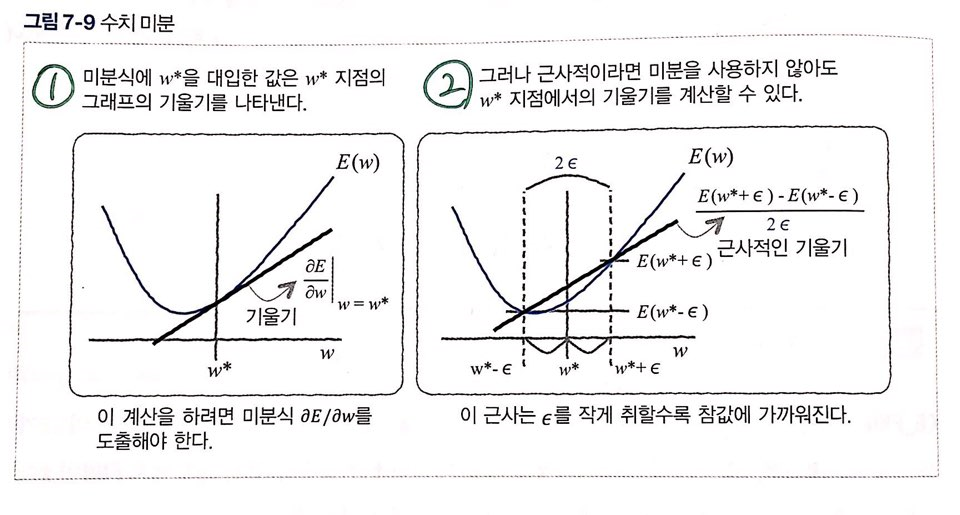 그림 7-9 수치 미분
① 미분식에 w*을 대입한 값은 w* 지점의
그래프의 기울기를 나타낸다.
E(w)
∂E/∂w | w = w*
기울기
w
w*
이 계산을 하려면 미분식 ∂E/∂w를
도출해야 한다.
② 그러나 근사적이라면 미분을 사용하지 않아도
w* 지점에서의 기울기를 계산할 수 있다.
2ϵ
E(w)
E(w*+ϵ) - E(w*-ϵ)
2ϵ
근사적인 기울기
E(w*+ϵ)
E(w*-ϵ)
w
w*-ϵ w* w*+ϵ
이 근사는 ϵ를 작게 취할수록 참값에 가까워진다.